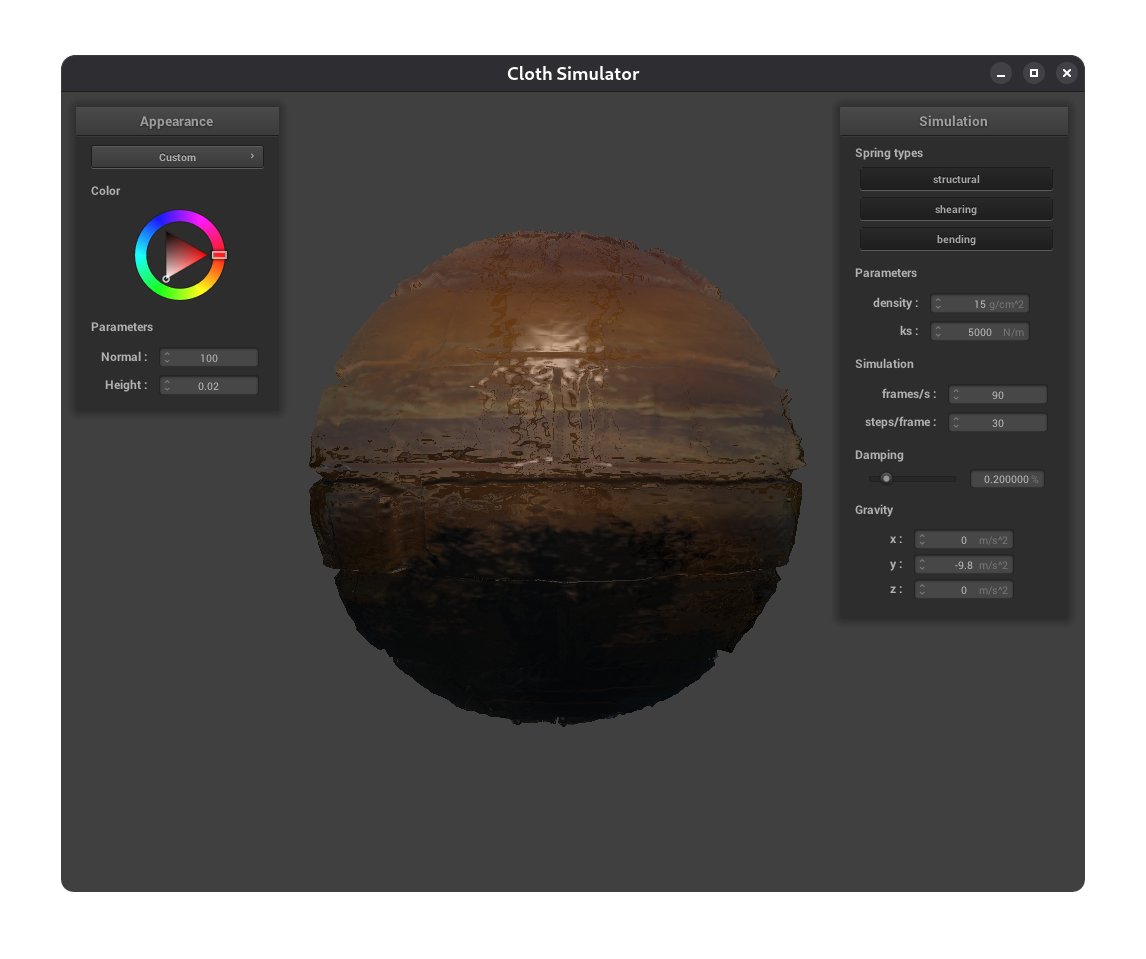 Cloth Simulator
Appearance
Custom
Color
Parameters
Normal : 100
Height : 0.02
Simulation
Spring types
structural
shearing
bending
Parameters
density : 15 g/cm^2
ks : 5000 N/m
Simulation
frames/s : 90
steps/frame : 30
Damping
0.200000 %
Gravity
x : 0 m/s^2
y : -9.8 m/s^2
z : 0 m/s^2